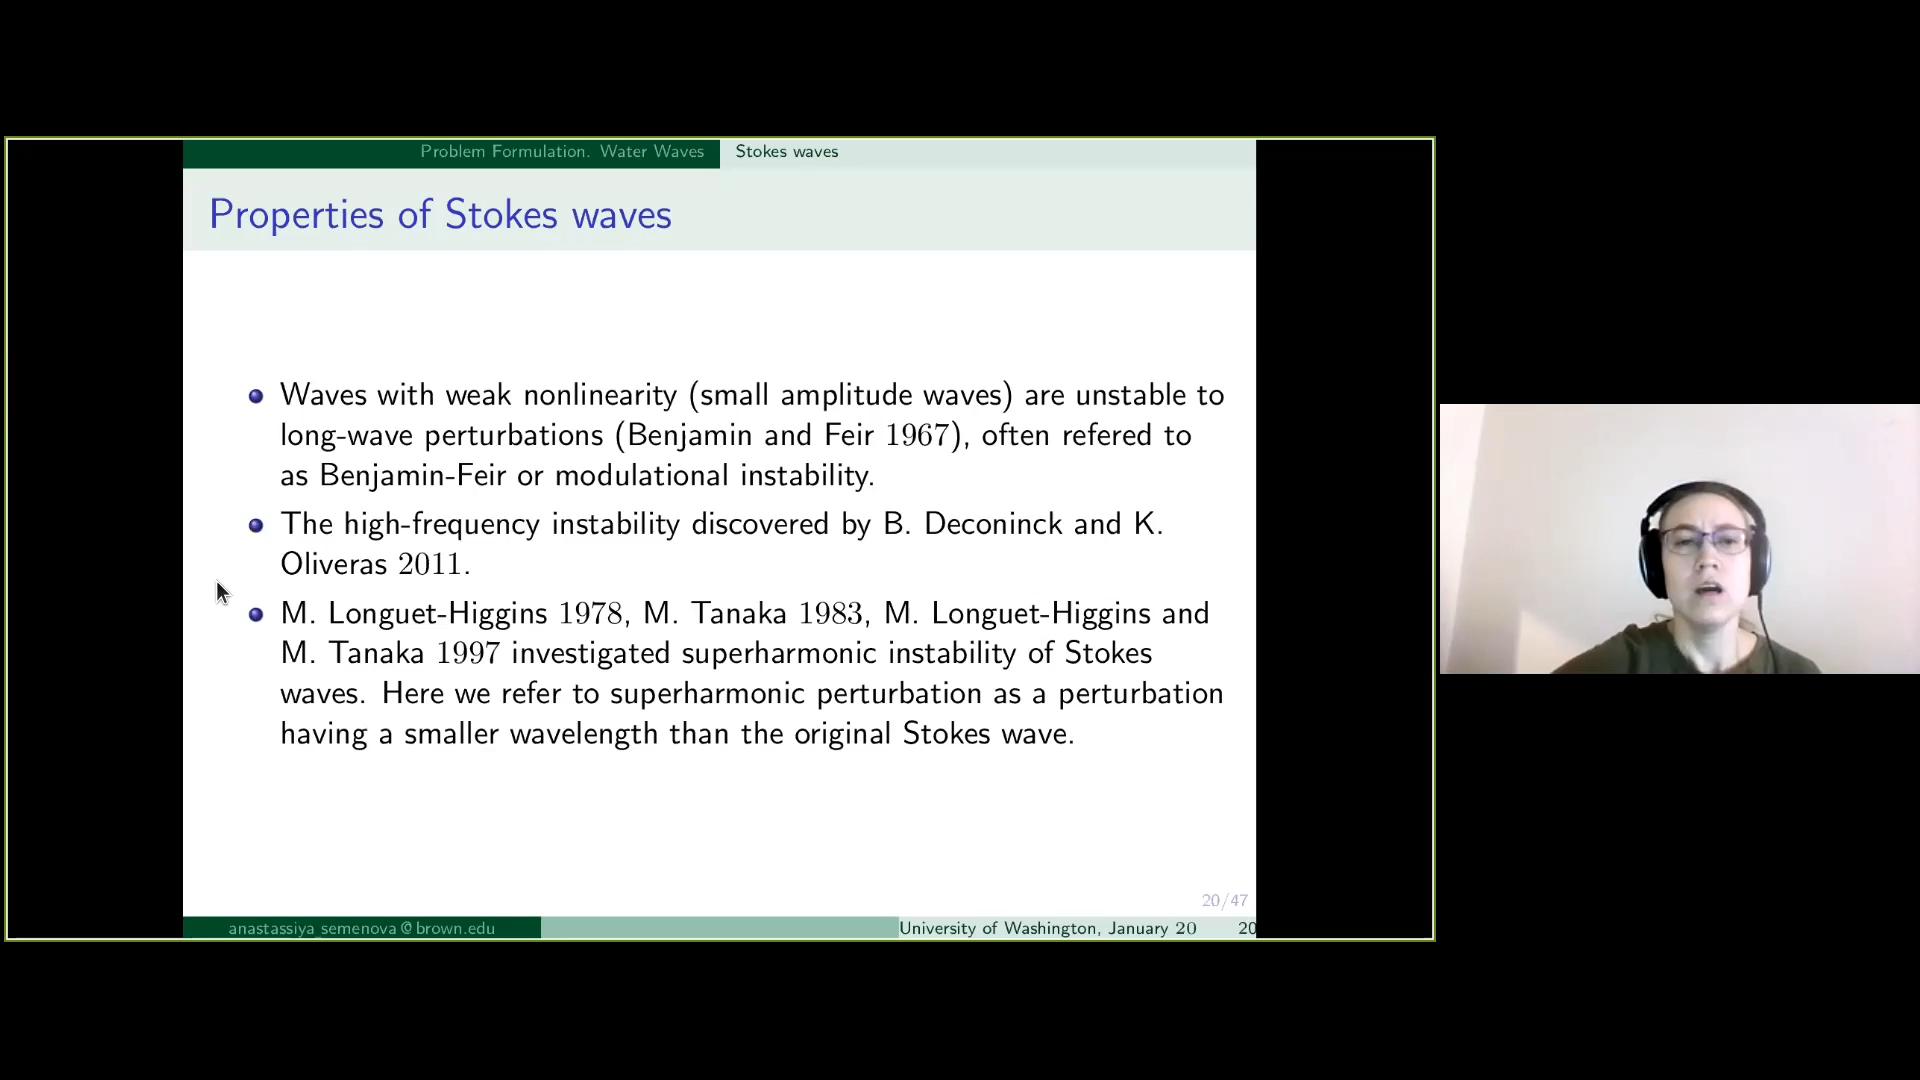 Problem Formulation. Water Waves Stokes waves
Properties of Stokes waves
Waves with weak nonlinearity (small amplitude waves) are unstable to
long-wave perturbations (Benjamin and Feir 1967), often refered to
as Benjamin-Feir or modulational instability.
The high-frequency instability discovered by B. Deconinck and K.
Oliveras 2011.
M. Longuet-Higgins 1978, M. Tanaka 1983, M. Longuet-Higgins and
M. Tanaka 1997 investigated superharmonic instability of Stokes
waves. Here we refer to superharmonic perturbation as a perturbation
having a smaller wavelength than the original Stokes wave.
20/47
anastassiya_semenova@brown.edu University of Washington, January 20 20